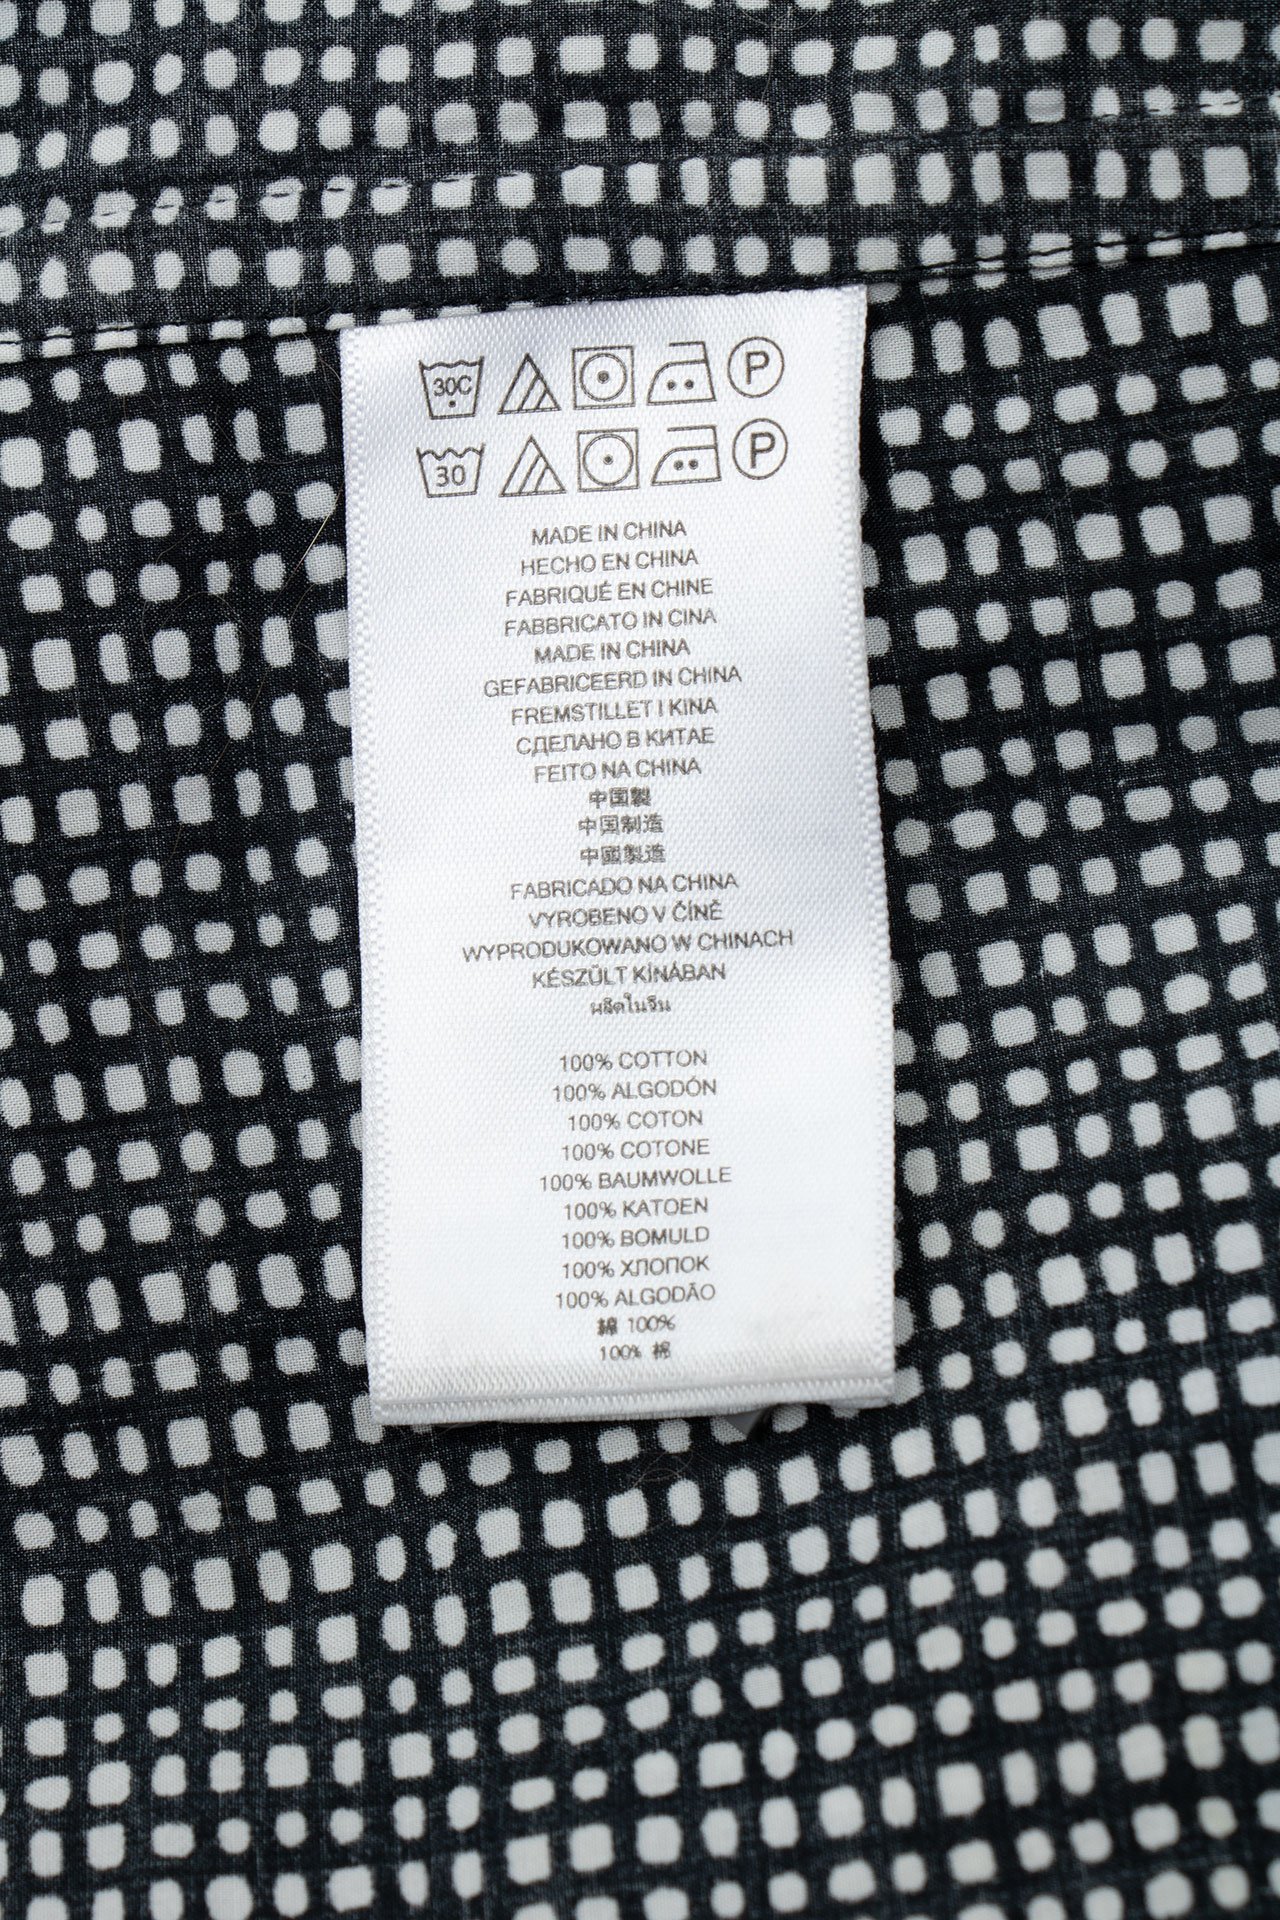 30C P
30 P
MADE IN CHINA
HECHO EN CHINA
FABRIQUÉ EN CHINE
FABBRICATO IN CINA
MADE IN CHINA
GEFABRICEERD IN CHINA
FREMSTILLET I KINA
СДЕЛАНО В КИТАЕ
FEITO NA CHINA
中国製
中国制造
中國製造
FABRICADO NA CHINA
VYROBENO V ČÍNĚ
WYPRODUKOWANO W CHINACH
KÉSZÜLT KÍNÁBAN
ผลิตในจีน
100% COTTON
100% ALGODÓN
100% COTON
100% COTONE
100% BAUMWOLLE
100% KATOEN
100% BOMULD
100% ХЛОПОК
100% ALGODÃO
綿 100%
100% 棉